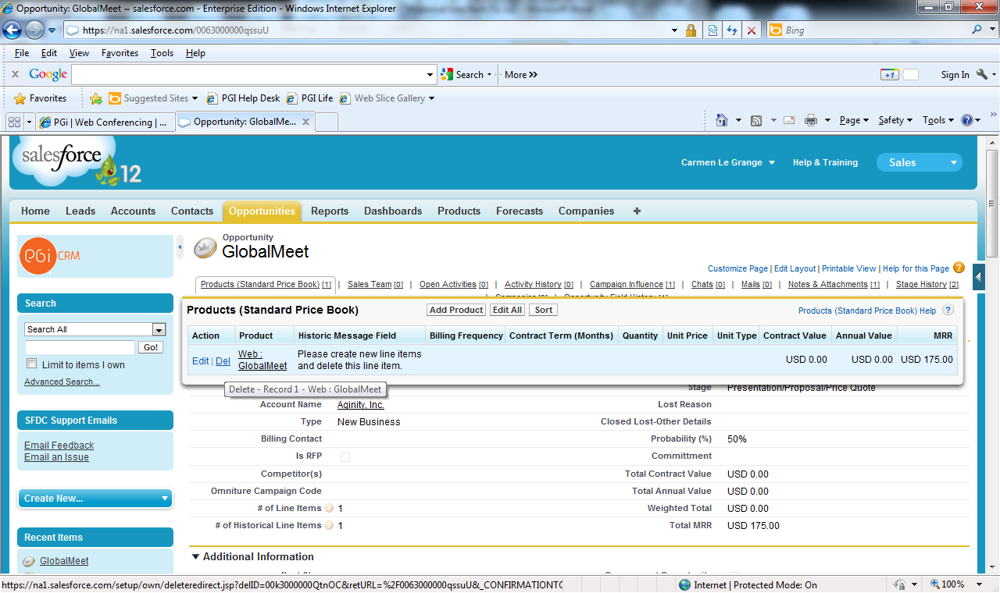 Opportunity: GlobalMeet ~ salesforce.com - Enterprise Edition - Windows Internet Explorer
https://na1.salesforce.com/0063000000qssuU
Bing
File Edit View Favorites Tools Help
x Google Search More »
+1 Sign In
Favorites Suggested Sites PGI Help Desk PGI Life Web Slice Gallery
PGi | Web Conferencing | ... Opportunity: GlobalMe... x
Page Safety Tools
salesforce 12
Carmen Le Grange Help & Training Sales
Home Leads Accounts Contacts Opportunities Reports Dashboards Products Forecasts Companies +
PGi CRM
Opportunity
GlobalMeet
Customize Page | Edit Layout | Printable View | Help for this Page ?
Products (Standard Price Book) [1] | Sales Team [0] | Open Activities [0] | Activity History [0] | Campaign Influence [1] | Chats [0] | Mails [0] | Notes & Attachments [1] | Stage History [2]
Search
Search All
Go!
Limit to items I own
Advanced Search...
Products (Standard Price Book) Add Product Edit All Sort Products (Standard Price Book) Help ?
Action Product Historic Message Field Billing Frequency Contract Term (Months) Quantity Unit Price Unit Type Contract Value Annual Value MRR
Edit | Del Web : GlobalMeet Please create new line items
and delete this line item. USD 0.00 USD 0.00 USD 175.00
Delete - Record 1 - Web : GlobalMeet
Stage Presentation/Proposal/Price Quote
Account Name Aginity, Inc. Lost Reason
Type New Business Closed Lost-Other Details
Billing Contact Probability (%) 50%
Is RFP Committment
Competitor(s) Total Contract Value USD 0.00
Omniture Campaign Code Total Annual Value USD 0.00
# of Line Items 1 Weighted Total USD 0.00
# of Historical Line Items 1 Total MRR USD 175.00
SFDC Support Emails
Email Feedback
Email an Issue
Create New...
Recent Items
GlobalMeet
Additional Information
https://na1.salesforce.com/setup/own/deleteredirect.jsp?delID=00k3000000QtnOC&retURL=%2F0063000000qssuU&_CONFIRMATIONTO
Internet | Protected Mode: On 100%